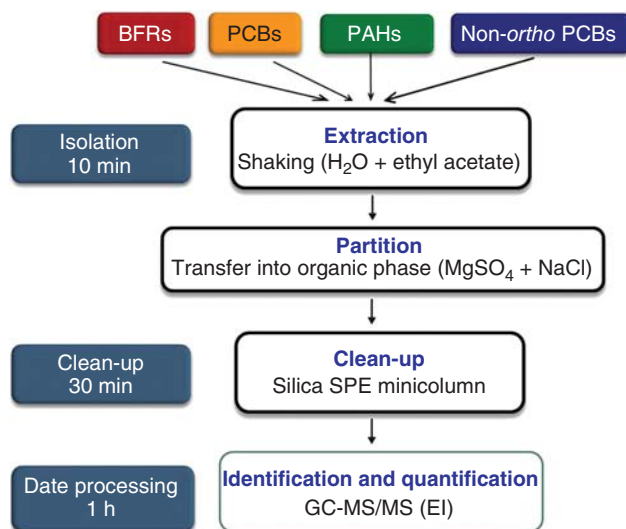 BFRs
PCBs
PAHs
Non-ortho PCBs
Isolation
10 min
Extraction
Shaking (H₂O + ethyl acetate)
Partition
Transfer into organic phase (MgSO₄ + NaCl)
Clean-up
30 min
Clean-up
Silica SPE minicolumn
Date processing
1 h
Identification and quantification
GC-MS/MS (EI)